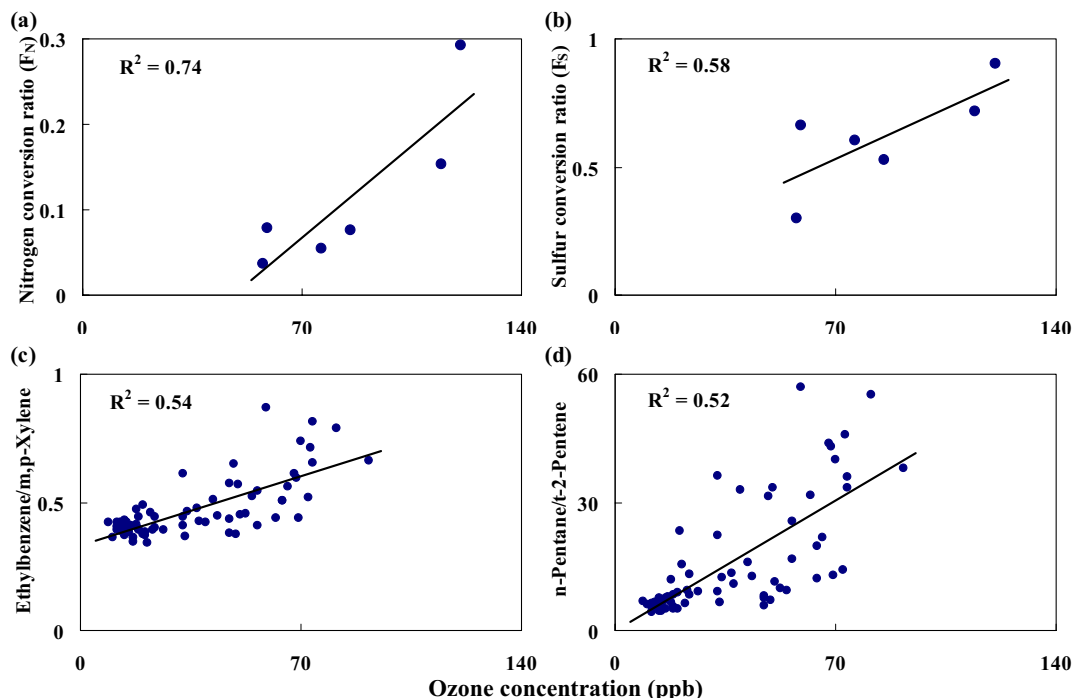 (a)
Nitrogen conversion ratio (FN)
0.3
0.2
0.1
0
R² = 0.74
0
70
140
(b)
Sulfur conversion ratio (FS)
1
0.5
0
R² = 0.58
0
70
140
(c)
Ethylbenzene/m,p-Xylene
1
0.5
0
R² = 0.54
0
70
140
(d)
n-Pentane/t-2-Pentene
60
30
0
R² = 0.52
0
70
140
Ozone concentration (ppb)